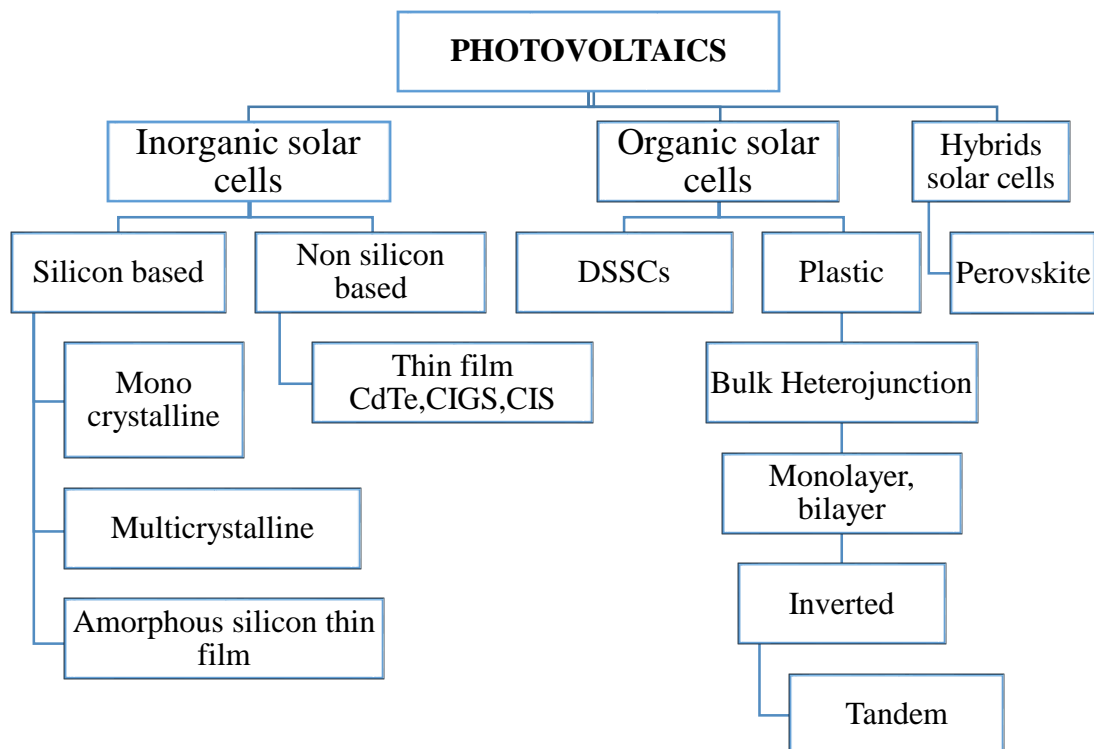 PHOTOVOLTAICS
Inorganic solar
cells
Organic solar
cells
Hybrids
solar cells
Silicon based
Non silicon
based
DSSCs
Plastic
Perovskite
Mono
crystalline
Thin film
CdTe,CIGS,CIS
Bulk Heterojunction
Monolayer,
bilayer
Multicrystalline
Inverted
Amorphous silicon thin
film
Tandem